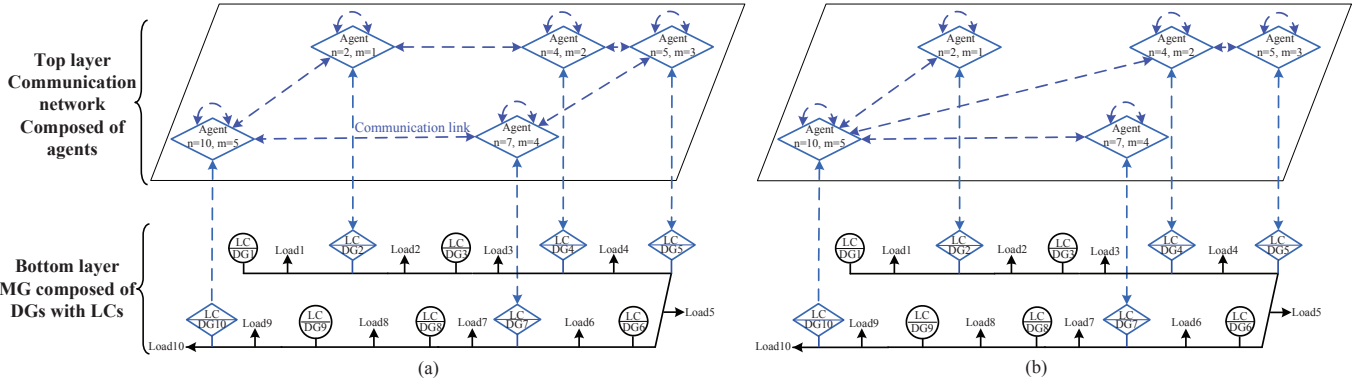 Top layer
Communication
network
Composed of
agents
Agent
n=2, m=1
Agent
n=4, m=2
Agent
n=5, m=3
Agent
n=10, m=5
Communication link
Agent
n=7, m=4
Bottom layer
MG composed of
DGs with LCs
LC
DG1
Load1
LC
DG2
Load2
LC
DG3
Load3
LC
DG4
Load4
LC
DG5
Load5
LC
DG10
Load9
LC
DG9
Load8
LC
DG8
Load7
LC
DG7
Load6
LC
DG6
Load10
(a)
Agent
n=2, m=1
Agent
n=4, m=2
Agent
n=5, m=3
Agent
n=10, m=5
Agent
n=7, m=4
LC
DG1
Load1
LC
DG2
Load2
LC
DG3
Load3
LC
DG4
Load4
LC
DG5
Load5
LC
DG10
Load9
LC
DG9
Load8
LC
DG8
Load7
LC
DG7
Load6
LC
DG6
Load10
(b)